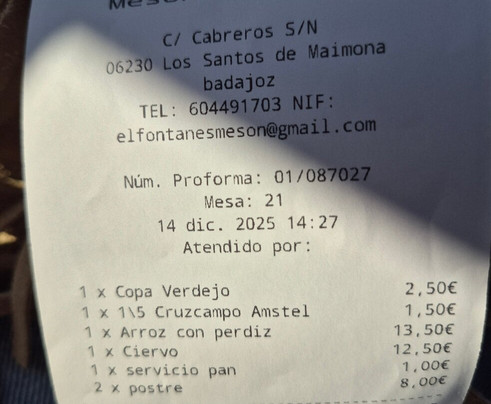 C/ Cabreros S/N
06230 Los Santos de Maimona
badajoz
TEL: 604491703 NIF:
elfontanesmeson@gmail.com
Núm. Proforma: 01/087027
Mesa: 21
14 dic. 2025 14:27
Atendido por:
1 x Copa Verdejo 2,50€
1 x 1\5 Cruzcampo Amstel 1,50€
1 x Arroz con perdiz 13,50€
1 x Ciervo 12,50€
1 x servicio pan 1,00€
2 x postre 8,00€